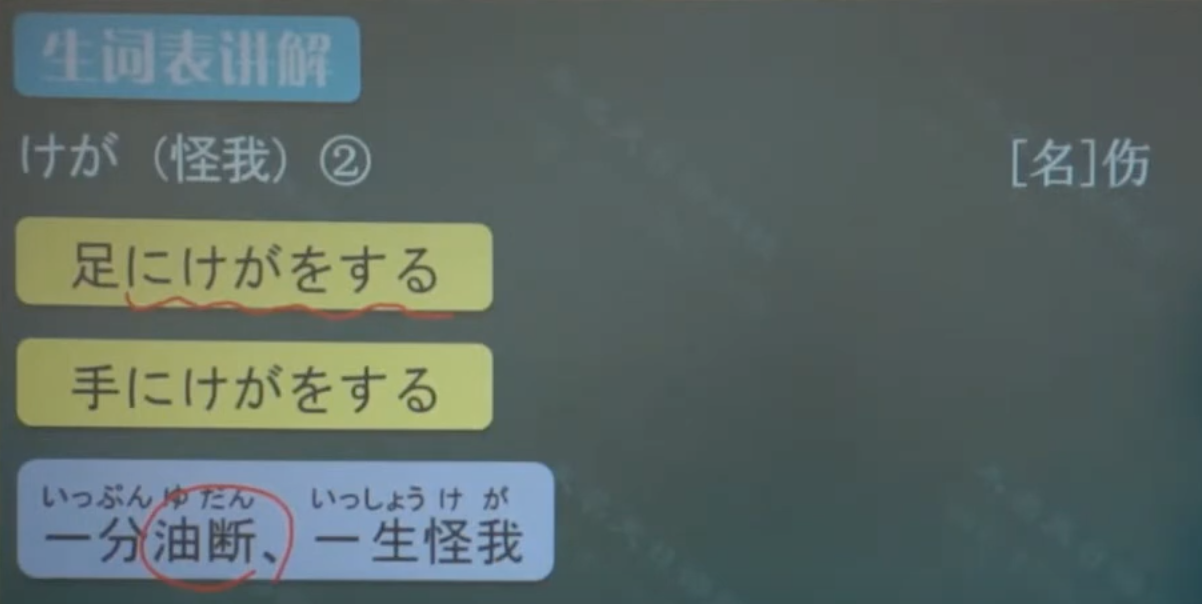 生词表讲解
けが（怪我）② [名]伤
足にけがをする
手にけがをする
いっぷん ゆ だん いっしょう け が
一分油断、一生怪我